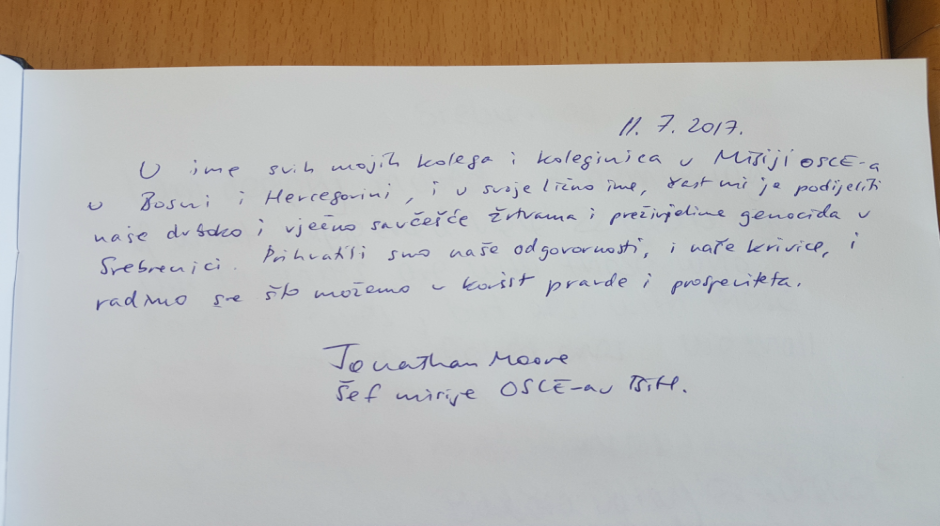 11. 7. 2017.
U ime svih mojih kolega i koleginica u Misiji OSCE-a
u Bosni i Hercegovini, i u svoje lično ime, čast mi je podijeliti
naše duboko i vječno saučešće žrtvama i preživjelima genocida u
Srebrenici. Prihvatili smo naše odgovornosti, i naše krivice, i
radimo sve što možemo u korist pravde i prosperiteta.
Jonathan Moore
Šef misije OSCE-a u BiH.